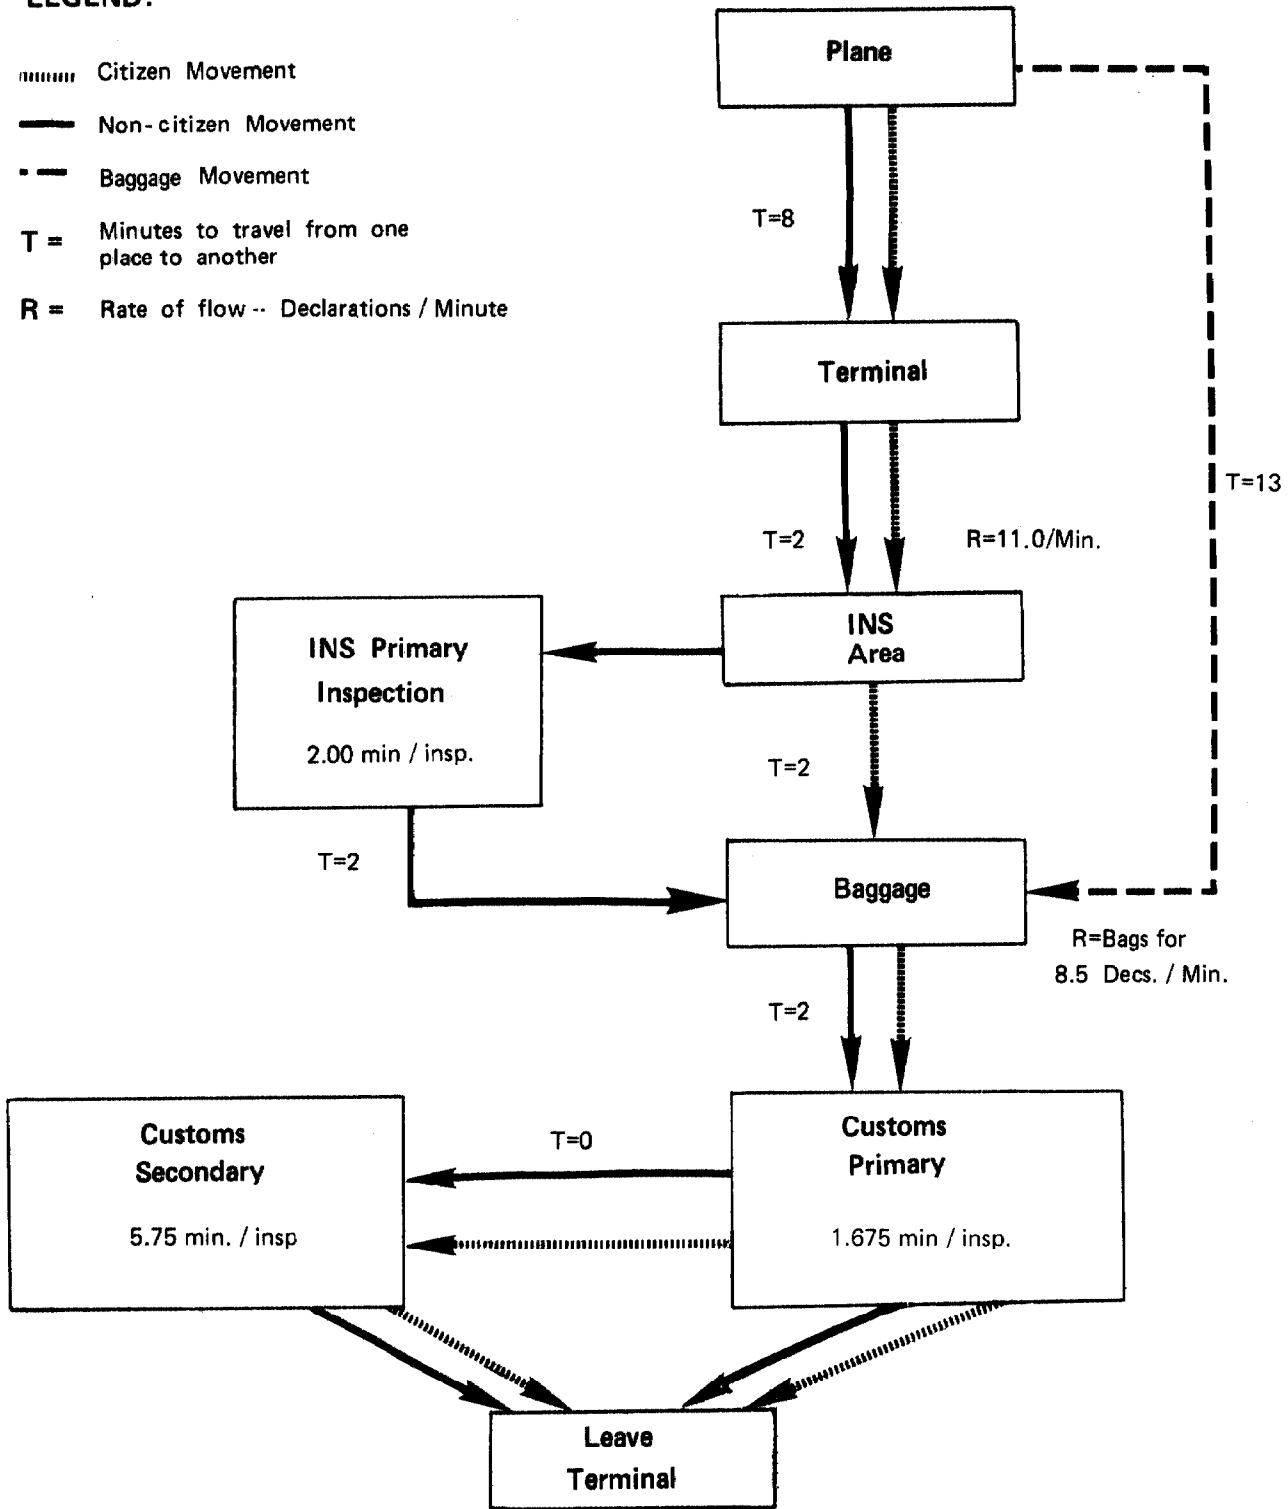 LEGEND:
Citizen Movement
Non-citizen Movement
Baggage Movement
T = Minutes to travel from one
place to another
R = Rate of flow -- Declarations / Minute
Plane
T=8
Terminal
T=13
T=2
R=11.0/Min.
INS
Area
INS Primary
Inspection
2.00 min / insp.
T=2
T=2
Baggage
R=Bags for
8.5 Decs. / Min.
T=2
Customs
Secondary
5.75 min. / insp
T=0
Customs
Primary
1.675 min / insp.
Leave
Terminal